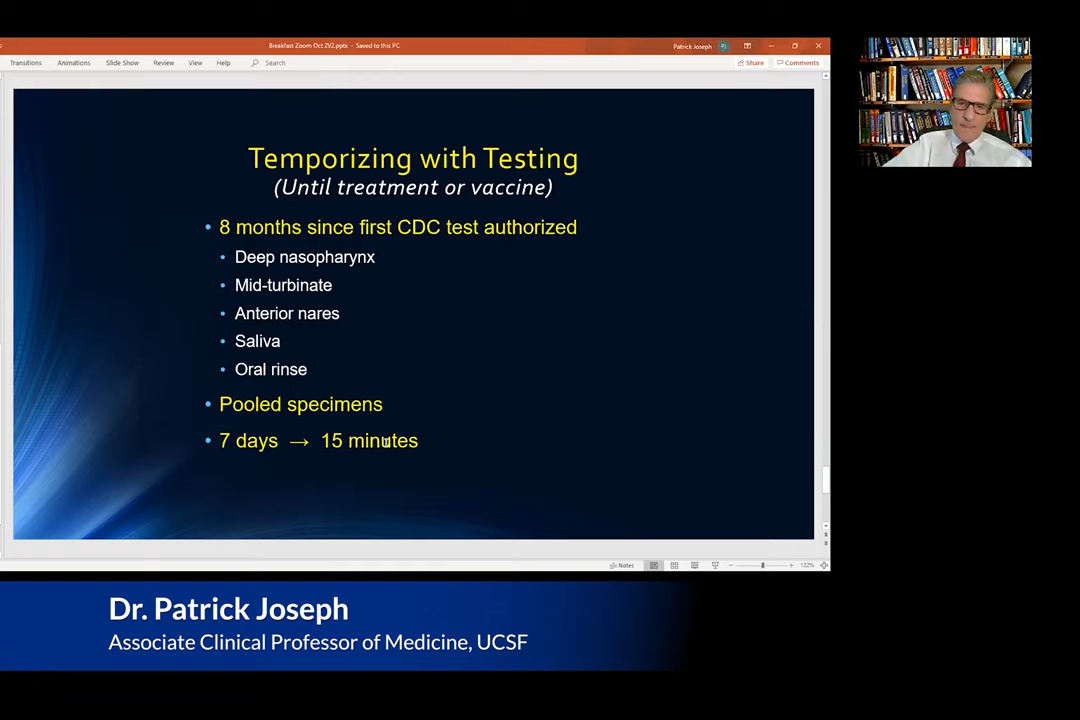 Breakfast Zoom Oct 2V2.pptx - Saved to this PC
Patrick Joseph PJ
Transitions Animations Slide Show Review View Help Search Share Comments
Temporizing with Testing
(Until treatment or vaccine)
• 8 months since first CDC test authorized
• Deep nasopharynx
• Mid-turbinate
• Anterior nares
• Saliva
• Oral rinse
• Pooled specimens
• 7 days → 15 minutes
Notes 122%
Dr. Patrick Joseph
Associate Clinical Professor of Medicine, UCSF